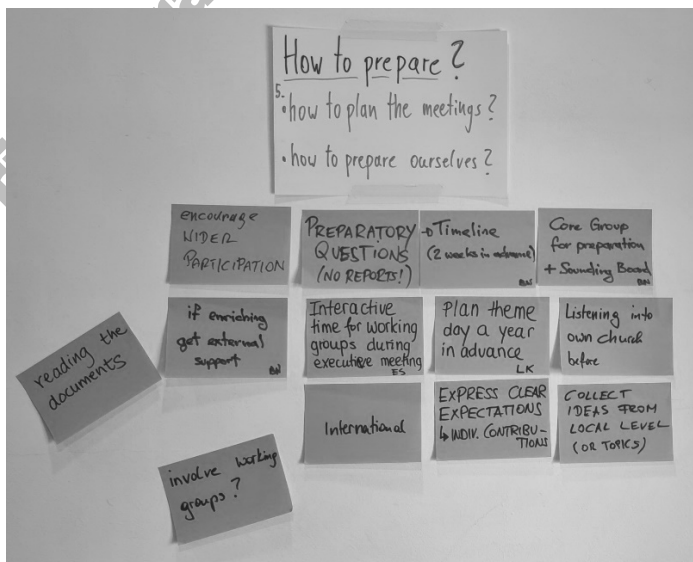 How to prepare?
5.
• how to plan the meetings?
• how to prepare ourselves?
encourage
WIDER
PARTICIPATION
PREPARATORY
QUESTIONS
(NO REPORTS!)
→ Timeline
(2 weeks in advance)
BN
Core Group
for preparation
+ Sounding Board
BN
if enriching
get external
support
BN
Interactive
time for working
groups during
executive meeting
ES
Plan theme
day a year
in advance
LK
Listening into
own church
before
reading the
documents
International
EXPRESS CLEAR
EXPECTATIONS
↳ INDIV. CONTRIBU-
TIONS
COLLECT
IDEAS FROM
LOCAL LEVEL
(OR TOPICS)
involve working
groups?